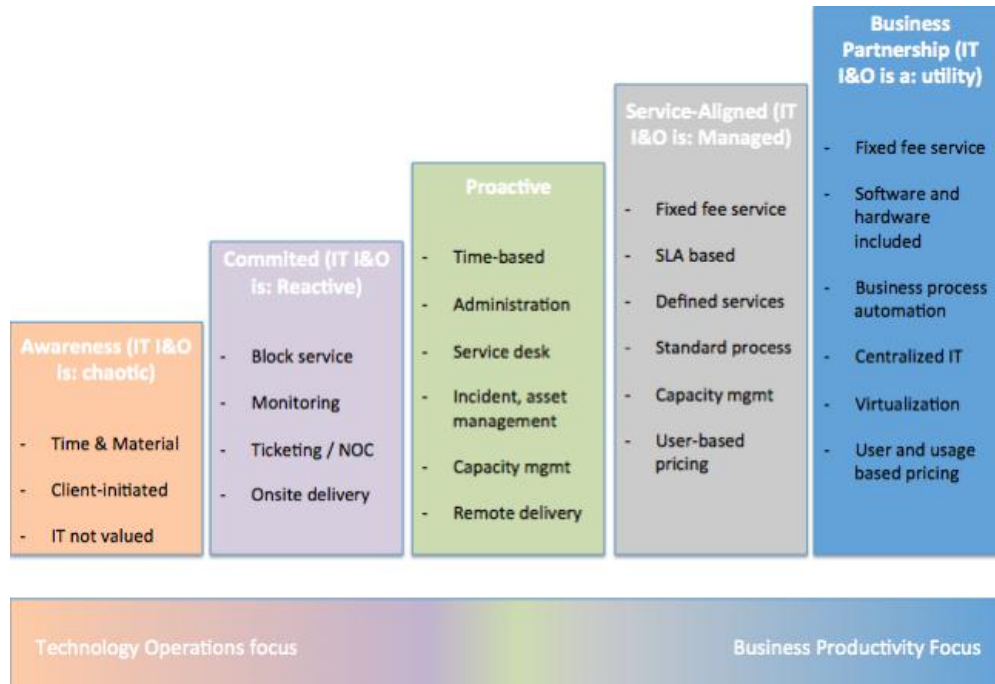 Awareness (IT I&O
is: chaotic)
- Time & Material
- Client-initiated
- IT not valued
Commited (IT I&O
is: Reactive)
- Block service
- Monitoring
- Ticketing / NOC
- Onsite delivery
Proactive
- Time-based
- Administration
- Service desk
- Incident, asset
management
- Capacity mgmt
- Remote delivery
Service-Aligned (IT
I&O is: Managed)
- Fixed fee service
- SLA based
- Defined services
- Standard process
- Capacity mgmt
- User-based
pricing
Business
Partnership (IT
I&O is a: utility)
- Fixed fee service
- Software and
hardware
included
- Business process
automation
- Centralized IT
- Virtualization
- User and usage
based pricing
Technology Operations focus
Business Productivity Focus